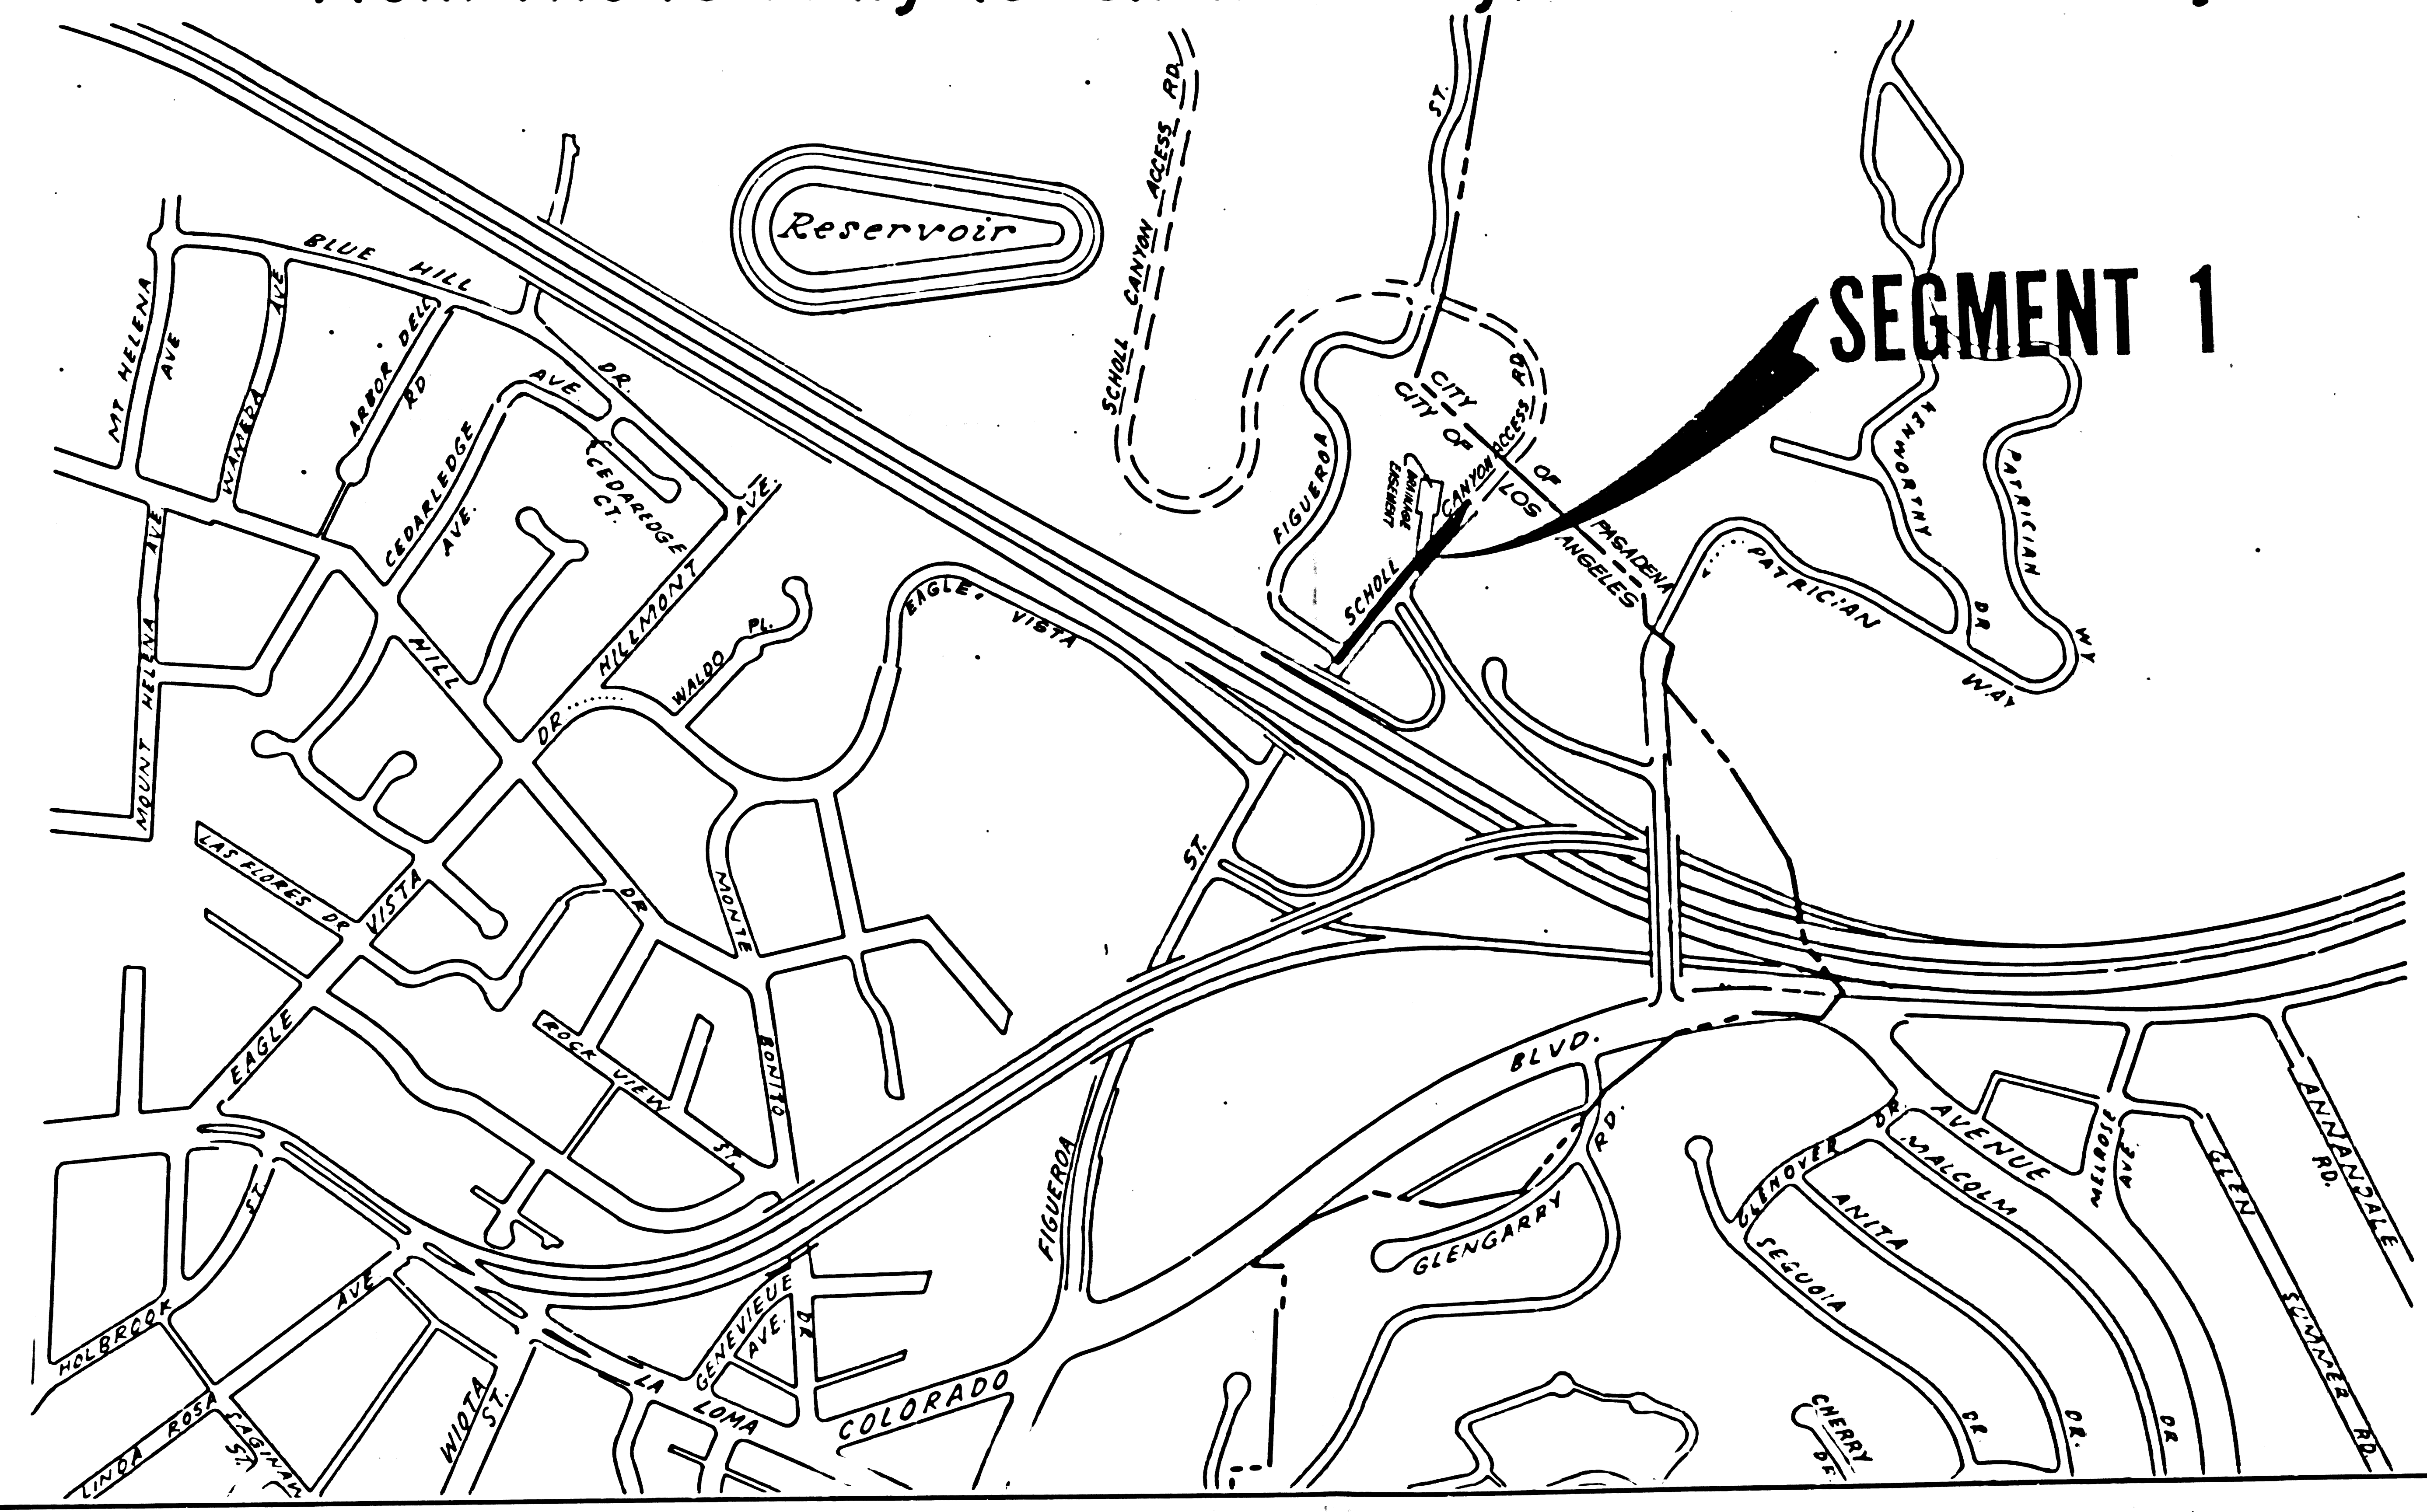 SCHOLL CANYON ACCESS RD.
ST.
Reservoir
SEGMENT 1
BLUE HILL
DR.
MT HELENA
AVE
WAMEDA
AVE
ARBOR DELL
RD
CEDARLEDGE
AVE.
AVE
CEDAREDGE
CT.
HILLMONT
AVE.
CITY OF PASADENA
CITY OF LOS ANGELES
SCHOLL CANYON ACCESS RD
DRAINAGE
EASEMENT
FIGUEROA
KENWORTHY
DR
PATRICIAN
WY
PATRICIAN
WAY
MOUNT HELENA AVE
HILL
DR
DR
WALDO
PL.
EAGLE
VISTA
LAS FLORES DR
EAGLE
VISTA
MONTE
BONITO
DR
ROCK VIEW
ST.
ST.
FIGUEROA
COLORADO
BLVD.
GLENGARRY
RD.
GLENOVER
DR.
AVENUE
MALCOLM
DR
ANITA
DR.
SEQUOIA
DR
MELROSE
AVE
GLEN
SUMMER
RD.
ANNANDALE
RD.
CHERRY
DR
HOLBROOK
ST
LINDA ROSA
AVE
SAGINAW
ST.
WIOTA
ST.
LA
LOMA
GENEVIEVE
AVE.